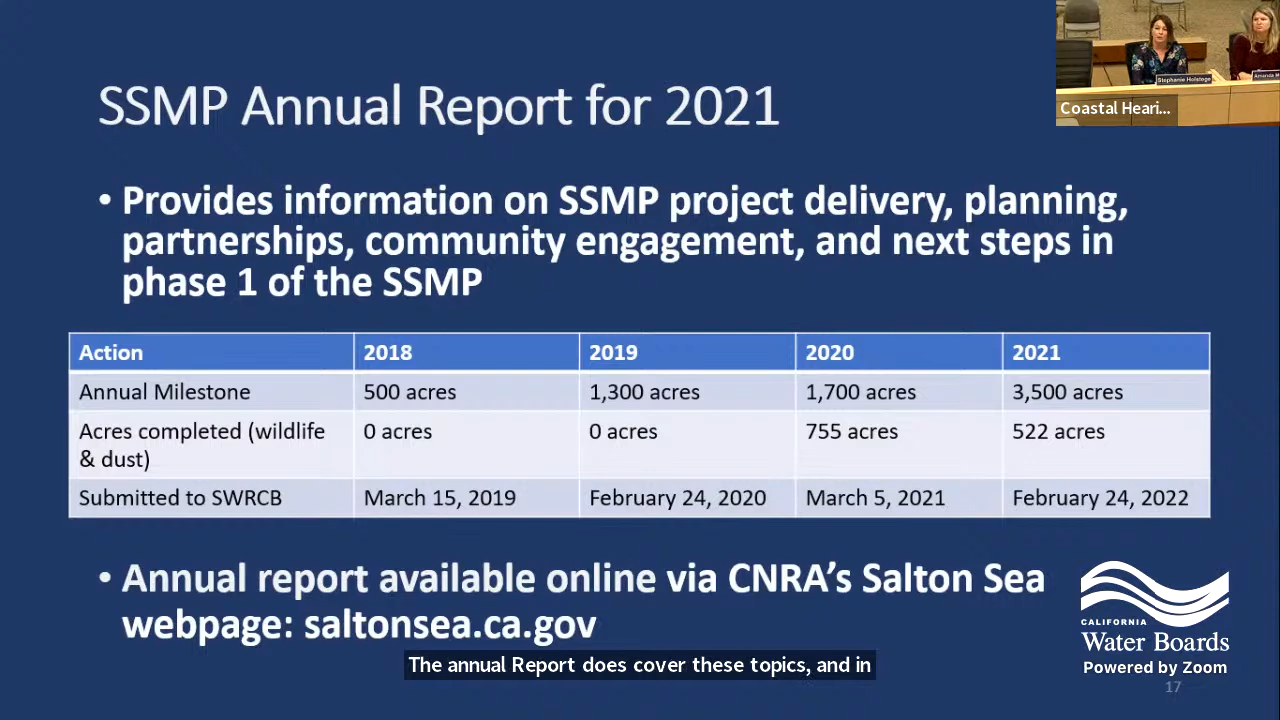 Stephanie Holstege
Amanda M
Coastal Heari...
SSMP Annual Report for 2021
• Provides information on SSMP project delivery, planning,
partnerships, community engagement, and next steps in
phase 1 of the SSMP
Action 2018 2019 2020 2021
Annual Milestone 500 acres 1,300 acres 1,700 acres 3,500 acres
Acres completed (wildlife
& dust) 0 acres 0 acres 755 acres 522 acres
Submitted to SWRCB March 15, 2019 February 24, 2020 March 5, 2021 February 24, 2022
• Annual report available online via CNRA's Salton Sea
webpage: saltonsea.ca.gov
CALIFORNIA
Water Boards
Powered by Zoom
The annual Report does cover these topics, and in
17